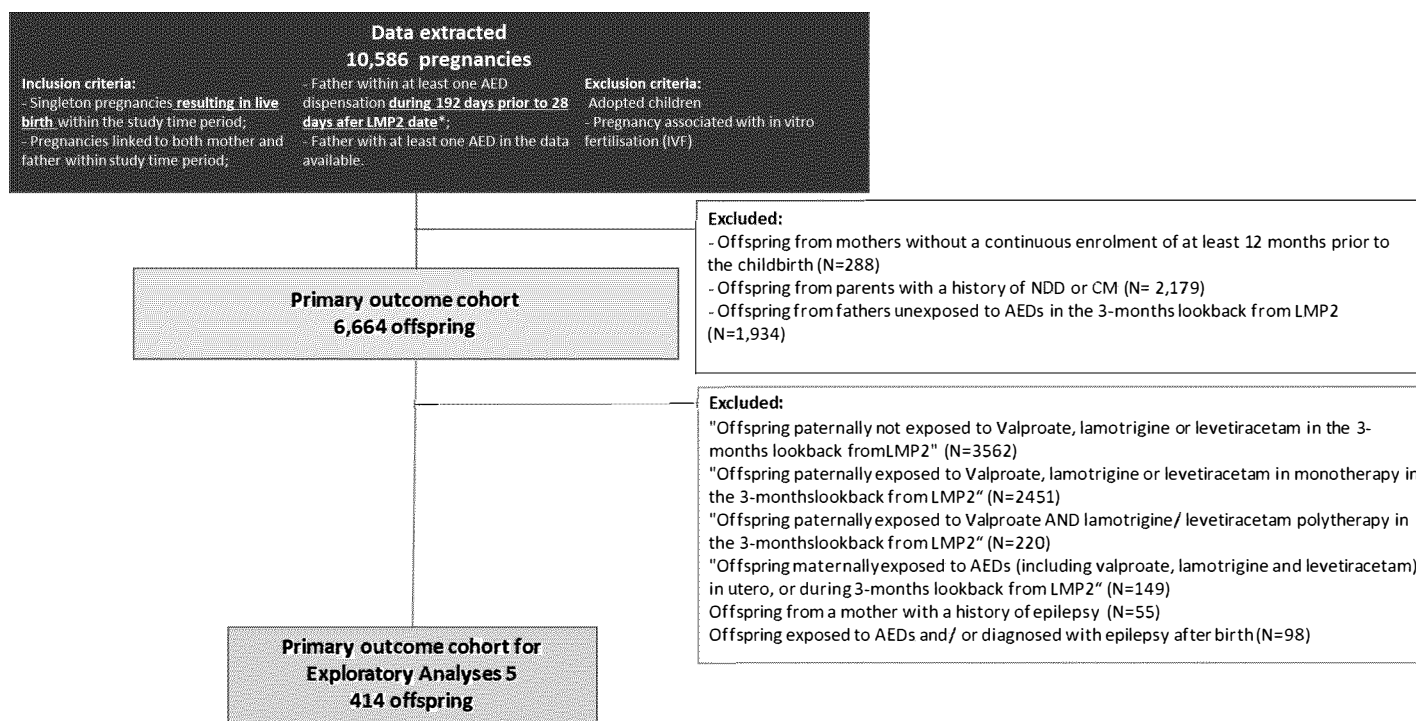 Data extracted
10,586 pregnancies
Inclusion criteria:
- Singleton pregnancies resulting in live
birth within the study time period;
- Pregnancies linked to both mother and
father within study time period;
- Father within at least one AED
dispensation during 192 days prior to 28
days afer LMP2 date*;
- Father with at least one AED in the data
available.
Exclusion criteria:
Adopted children
- Pregnancy associated with in vitro
fertilisation (IVF)
Excluded:
- Offspring from mothers without a continuous enrolment of at least 12 months prior to
the childbirth (N=288)
- Offspring from parents with a history of NDD or CM (N= 2,179)
- Offspring from fathers unexposed to AEDs in the 3-months lookback from LMP2
(N=1,934)
Primary outcome cohort
6,664 offspring
Excluded:
"Offspring paternally not exposed to Valproate, lamotrigine or levetiracetam in the 3-
months lookback fromLMP2" (N=3562)
"Offspring paternally exposed to Valproate, lamotrigine or levetiracetam in monotherapy in
the 3-monthslookback from LMP2“ (N=2451)
"Offspring paternally exposed to Valproate AND lamotrigine/ levetiracetam polytherapy in
the 3-monthslookback from LMP2“ (N=220)
"Offspring maternally exposed to AEDs (including valproate, lamotrigine and levetiracetam)
in utero, or during 3-months lookback from LMP2“ (N=149)
Offspring from a mother with a history of epilepsy (N=55)
Offspring exposed to AEDs and/ or diagnosed with epilepsy after birth (N=98)
Primary outcome cohort for
Exploratory Analyses 5
414 offspring